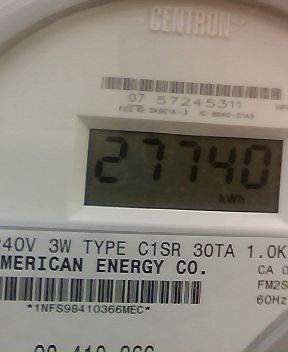 CENTRON®
07 57245311
27740
kWh
240V 3W TYPE C1SR 30TA 1.0K
AMERICAN ENERGY CO.
CA 0
FM2S
60Hz
*1NFS98410366MEC*